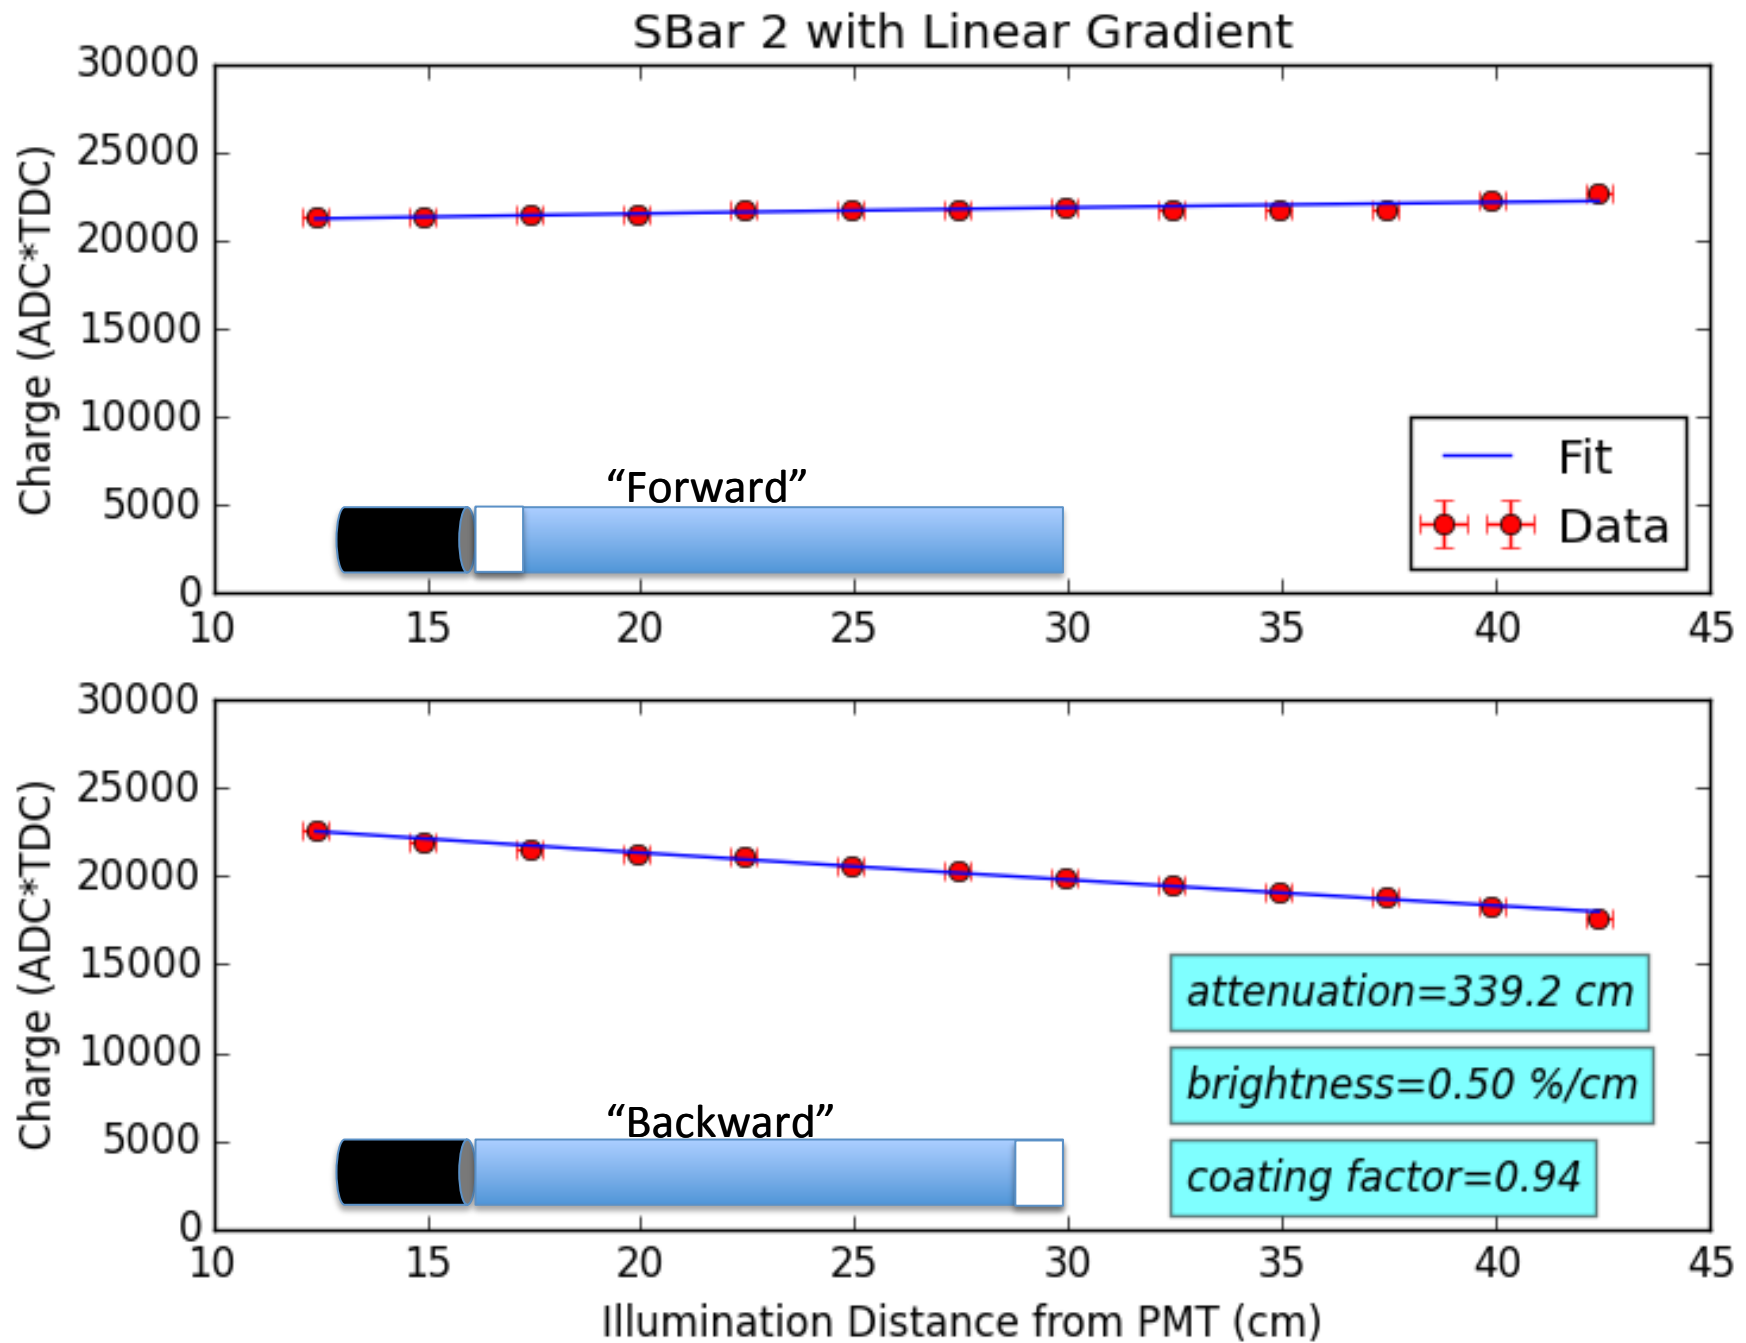 SBar 2 with Linear Gradient
30000
25000
20000
15000
10000
5000
0
Charge (ADC*TDC)
"Forward"
Fit
Data
10 15 20 25 30 35 40 45
30000
25000
20000
15000
10000
5000
0
Charge (ADC*TDC)
attenuation=339.2 cm
brightness=0.50 %/cm
coating factor=0.94
“Backward”
10 15 20 25 30 35 40 45
Illumination Distance from PMT (cm)